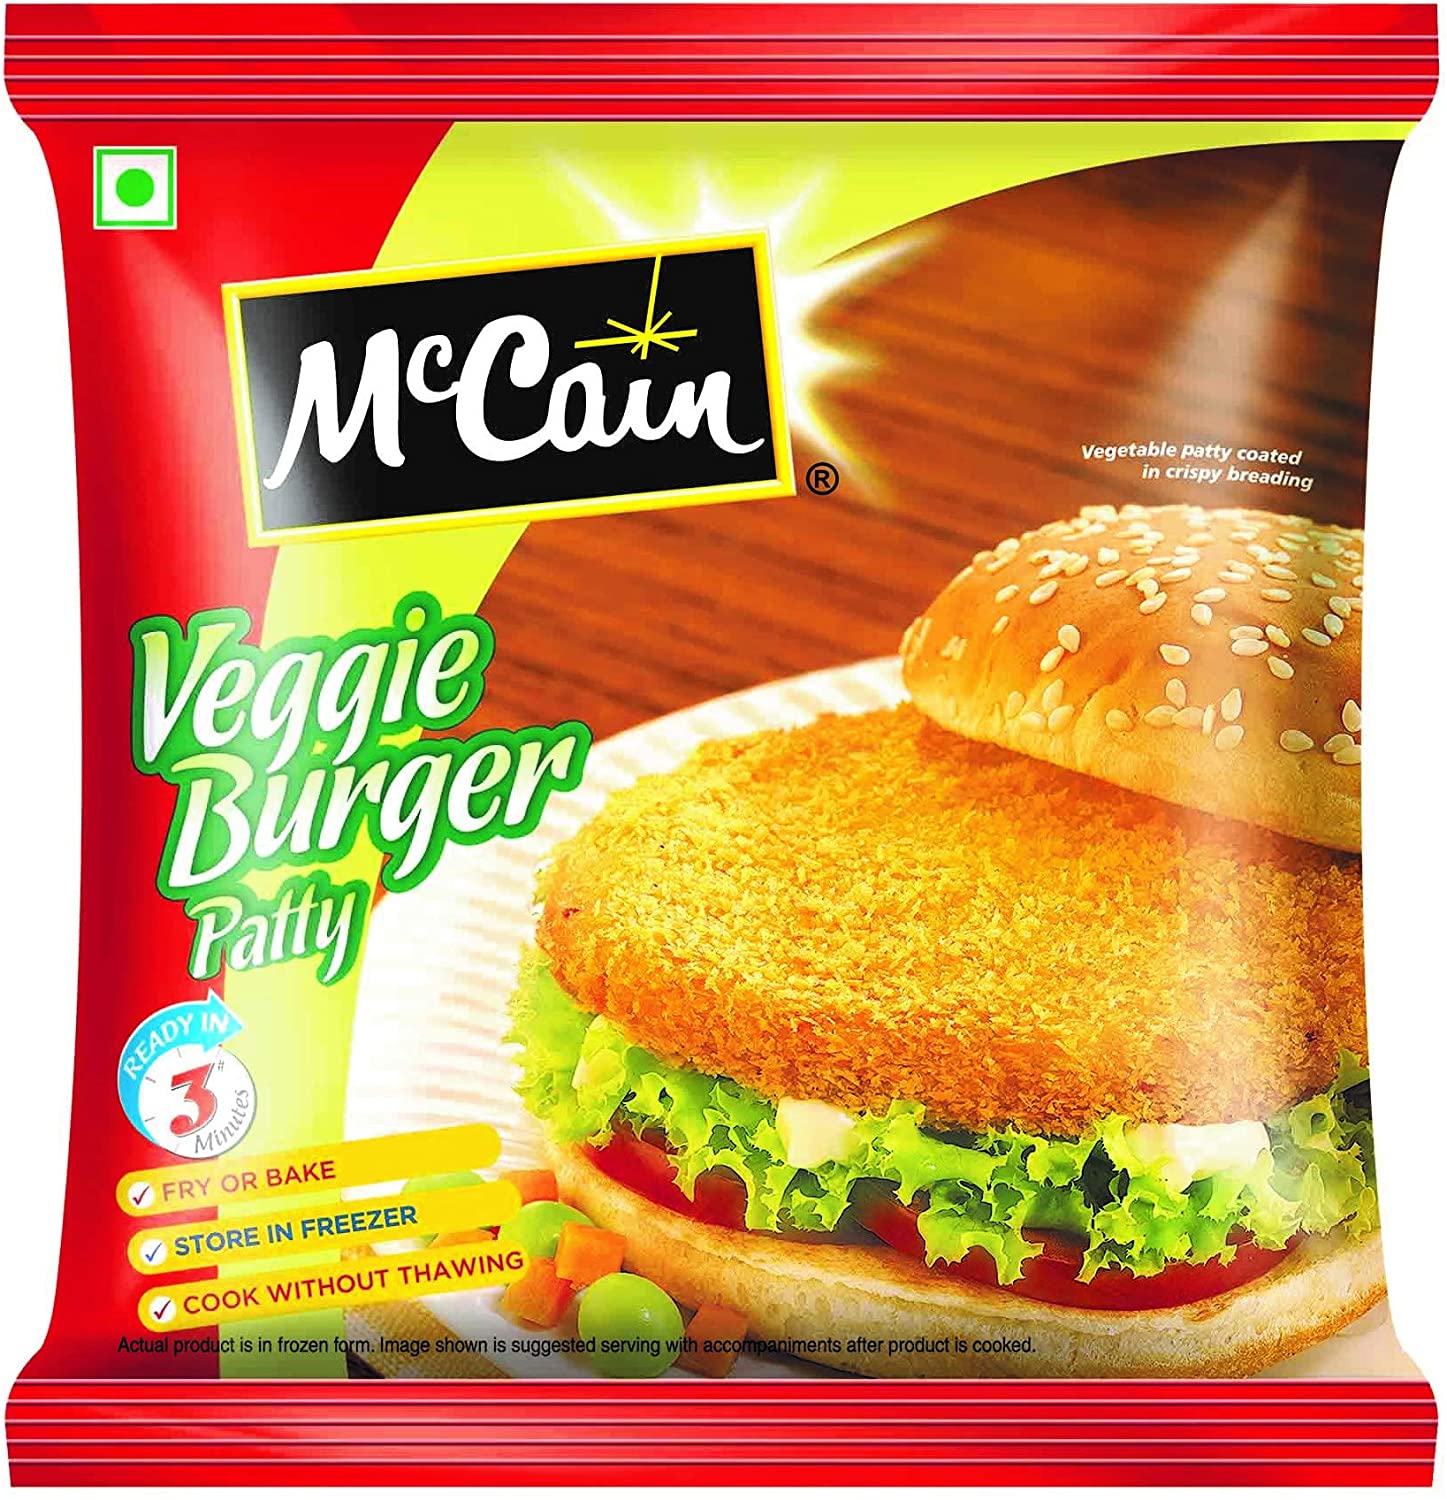 McCain
®
Vegetable patty coated
in crispy breading
Veggie
Burger
Patty
READY IN
3#
Minutes
FRY OR BAKE
STORE IN FREEZER
COOK WITHOUT THAWING
Actual product is in frozen form. Image shown is suggested serving with accompaniments after product is cooked.